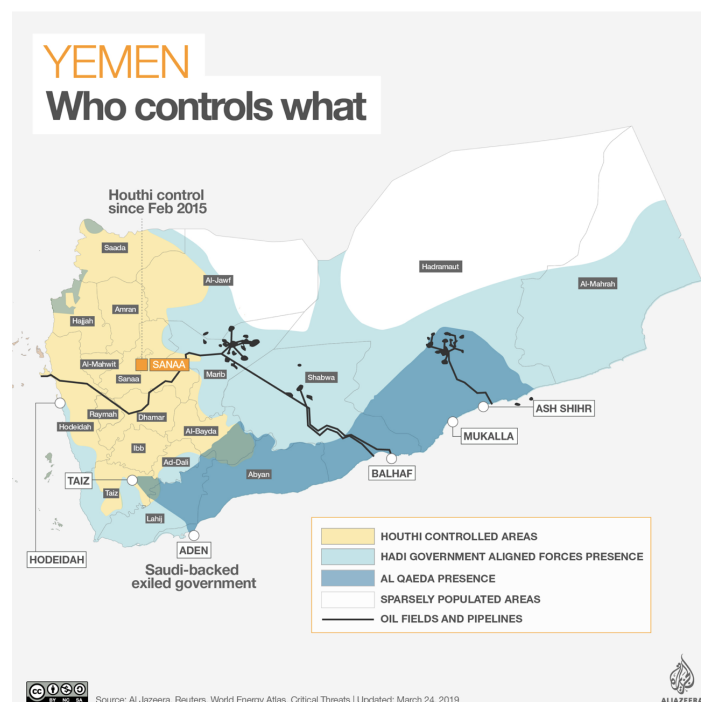 YEMEN
Who controls what
Houthi control
since Feb 2015
Saada
Al-Jawf
Hadramaut
Al-Mahrah
Amran
Hajjah
Al-Mahwit
SANAA
Sanaa
Marib
Shabwa
Raymah
Dhamar
Hodeidah
Al-Bayda
Ibb
Ad-Dali
Abyan
TAIZ
Taiz
Lahij
ASH SHIHR
MUKALLA
BALHAF
HODEIDAH
ADEN
Saudi-backed
exiled government
HOUTHI CONTROLLED AREAS
HADI GOVERNMENT ALIGNED FORCES PRESENCE
AL QAEDA PRESENCE
SPARSELY POPULATED AREAS
OIL FIELDS AND PIPELINES
cc
BY NC SA
Source: Al Jazeera, Reuters, World Energy Atlas, Critical Threats | Updated: March 24, 2019
ALJAZEERA